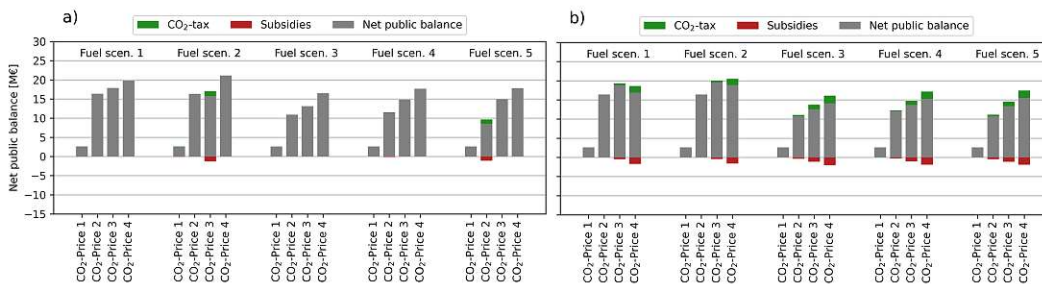 a)
CO₂-tax Subsidies Net public balance
Fuel scen. 1 Fuel scen. 2 Fuel scen. 3 Fuel scen. 4 Fuel scen. 5
Net public balance [M€]
30
25
20
15
10
5
0
−5
−10
−15
CO₂-Price 1
CO₂-Price 2
CO₂-Price 3
CO₂-Price 4
CO₂-Price 1
CO₂-Price 2
CO₂-Price 3
CO₂-Price 4
CO₂-Price 1
CO₂-Price 2
CO₂-Price 3
CO₂-Price 4
CO₂-Price 1
CO₂-Price 2
CO₂-Price 3
CO₂-Price 4
CO₂-Price 1
CO₂-Price 2
CO₂-Price 3
CO₂-Price 4
b)
CO₂-tax Subsidies Net public balance
Fuel scen. 1 Fuel scen. 2 Fuel scen. 3 Fuel scen. 4 Fuel scen. 5
CO₂-Price 1
CO₂-Price 2
CO₂-Price 3
CO₂-Price 4
CO₂-Price 1
CO₂-Price 2
CO₂-Price 3
CO₂-Price 4
CO₂-Price 1
CO₂-Price 2
CO₂-Price 3
CO₂-Price 4
CO₂-Price 1
CO₂-Price 2
CO₂-Price 3
CO₂-Price 4
CO₂-Price 1
CO₂-Price 2
CO₂-Price 3
CO₂-Price 4